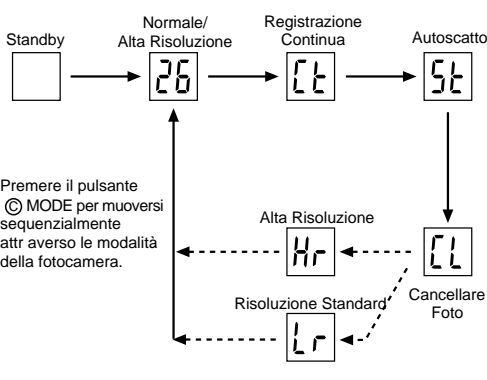 Standby
Normale/
Alta Risoluzione
Registrazione
Continua
Autoscatto
26
Ct
St
Premere il pulsante
© MODE per muoversi
sequenzialmente
attr averso le modalità
della fotocamera.
Alta Risoluzione
Hr
CL
Cancellare
Foto
Risoluzione Standard
Lr